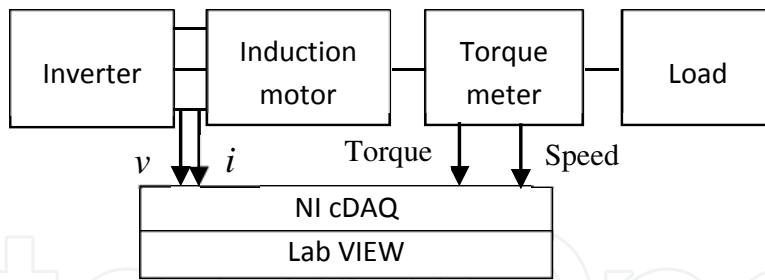 Inverter
Induction
motor
Torque
meter
Load
v
i
Torque
Speed
NI cDAQ
Lab VIEW